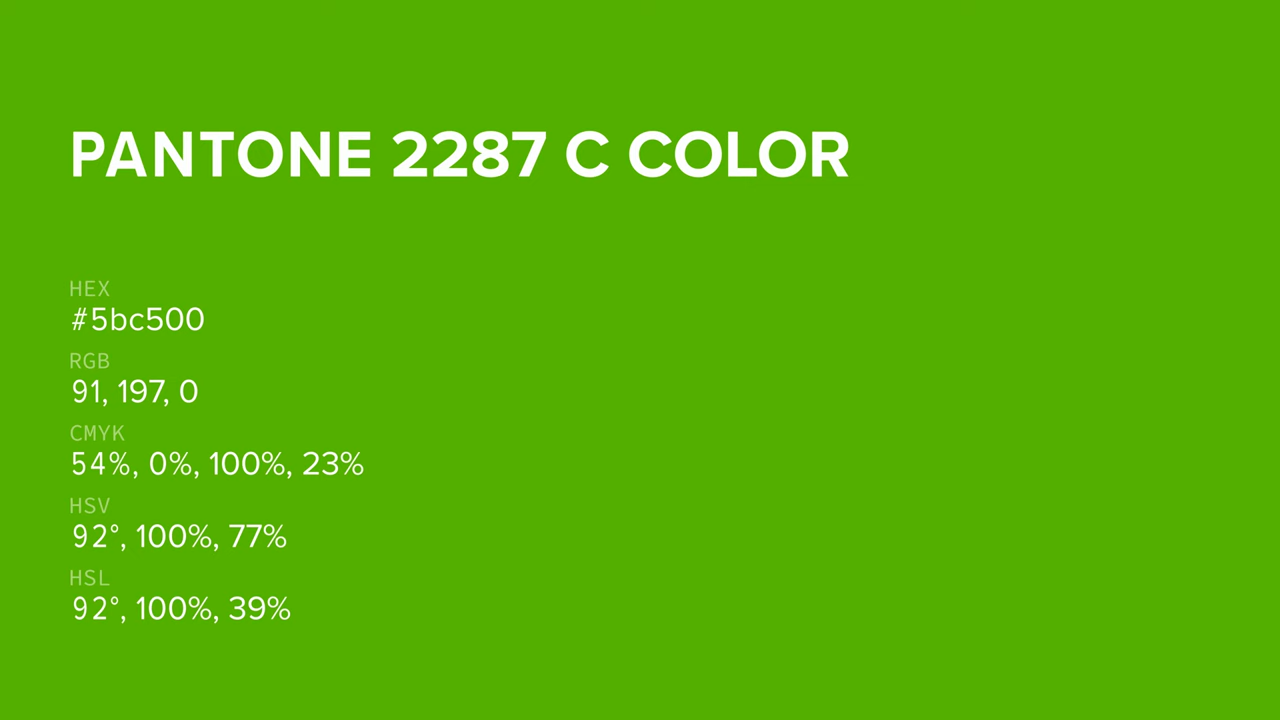 PANTONE 2287 C COLOR
HEX
#5bc500
RGB
91, 197, 0
CMYK
54%, 0%, 100%, 23%
HSV
92°, 100%, 77%
HSL
92°, 100%, 39%